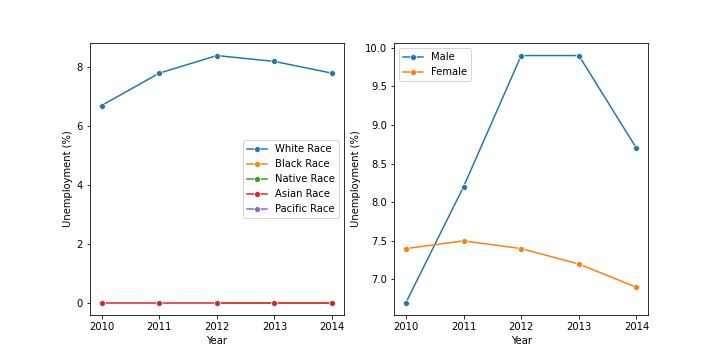 Unemployment (%)
8
6
4
2
0
2010 2011 2012 2013 2014
Year
White Race
Black Race
Native Race
Asian Race
Pacific Race
Unemployment (%)
10.0
9.5
9.0
8.5
8.0
7.5
7.0
2010 2011 2012 2013 2014
Year
Male
Female